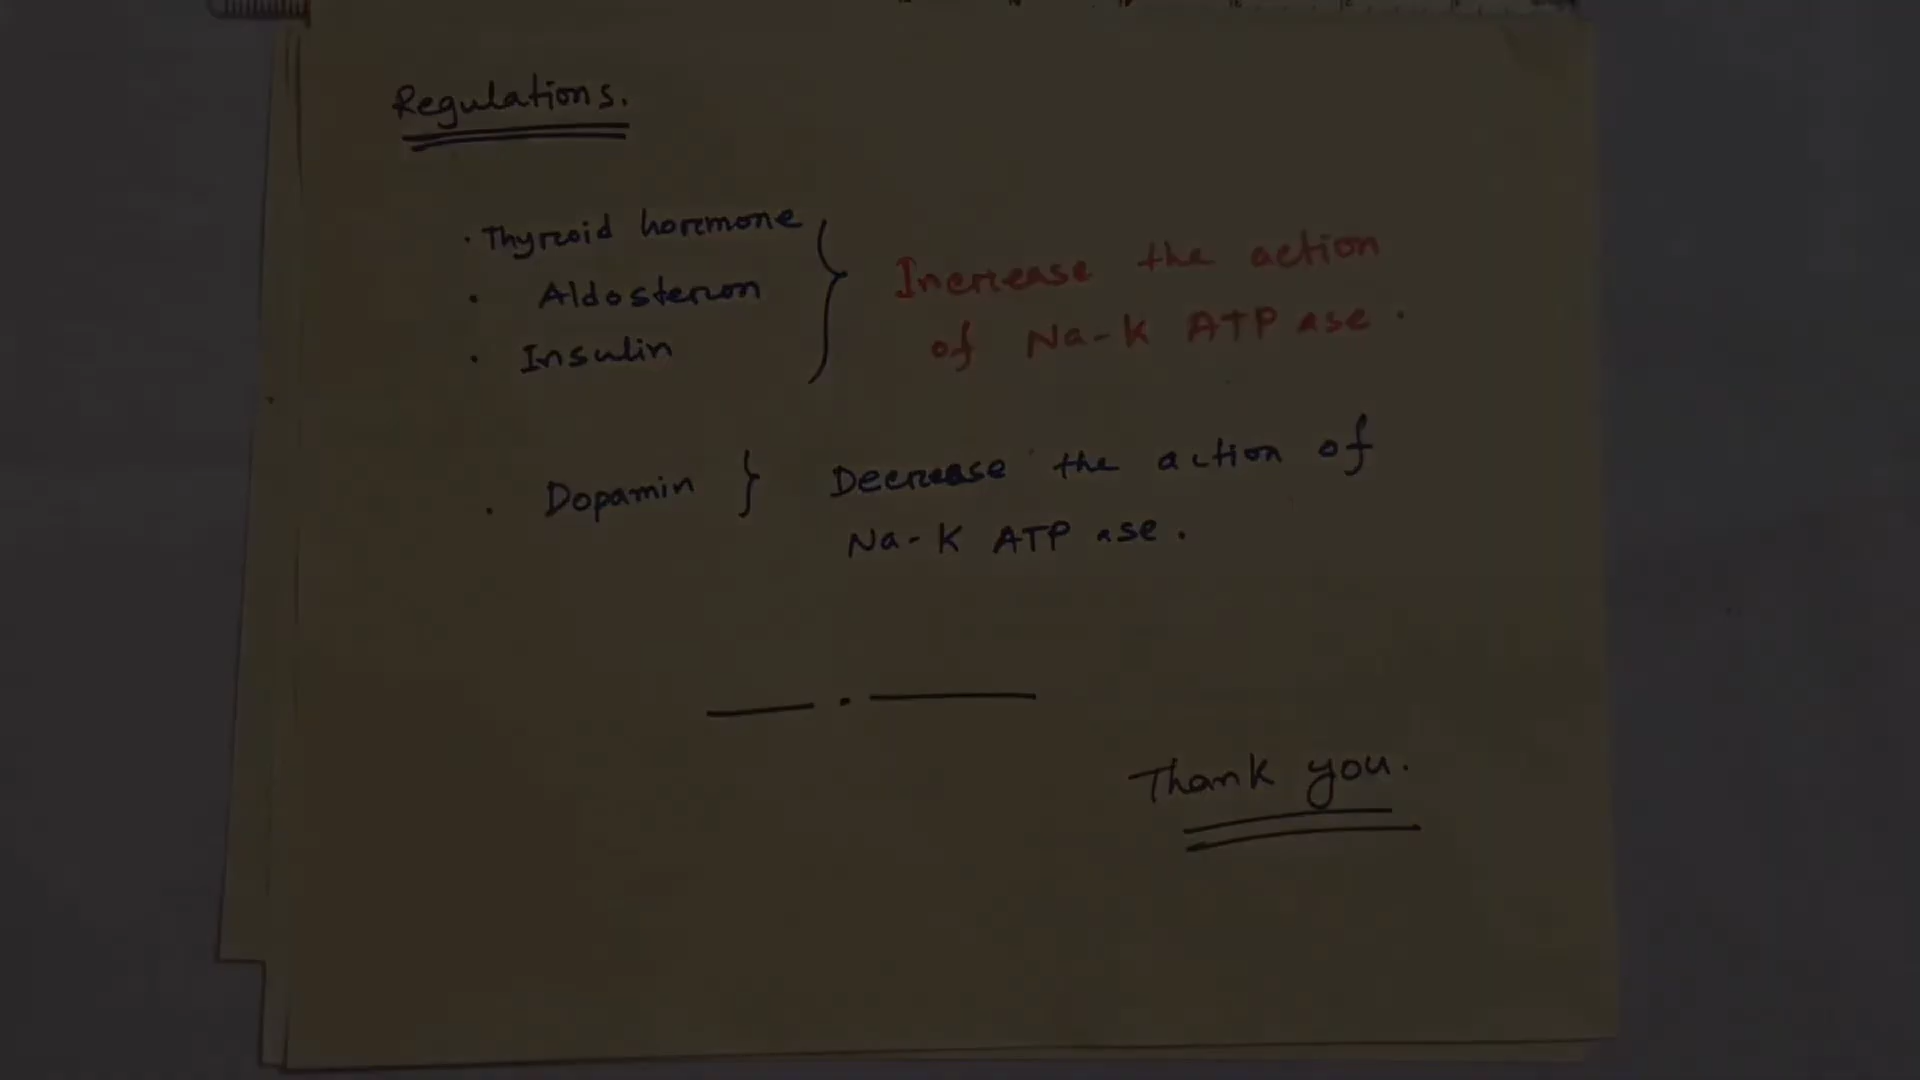 Regulations.
· Thyroid hormone
· Aldosteron
· Insulin
Increase the action
of Na-K ATP ase.
· Dopamin } Decrease the action of
Na-K ATP ase.
Thank you.